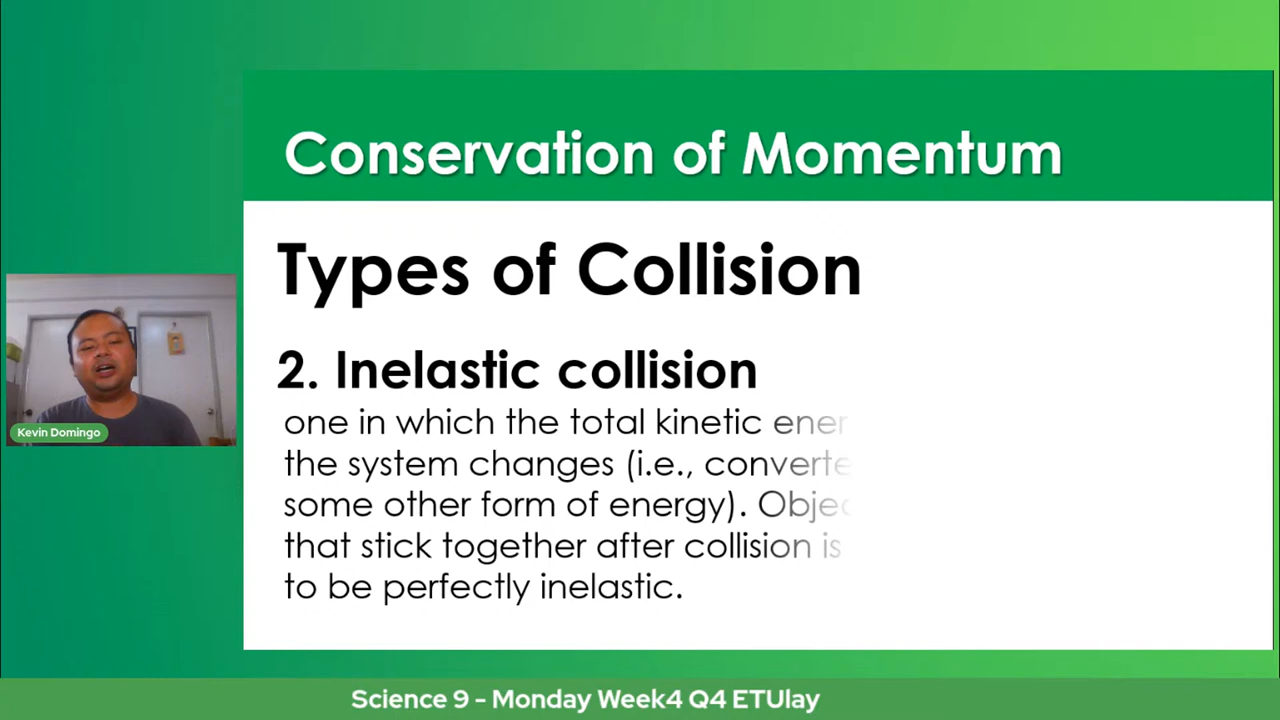 Conservation of Momentum
Types of Collision
2. Inelastic collision
one in which the total kinetic
the system changes (i.e.,
some other form of energy).
that stick together after collision is
to be perfectly inelastic.
Kevin Domingo
Science 9 - Monday Week4 Q4 ETUlay